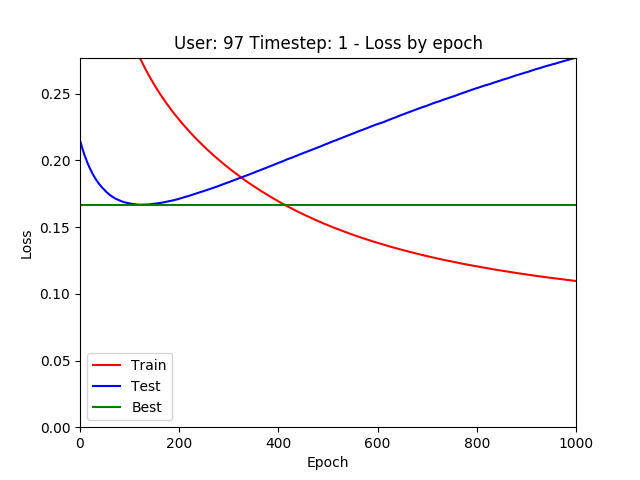 User: 97 Timestep: 1 - Loss by epoch
0.25
0.20
0.15
0.10
0.05
0.00
Loss
Train
Test
Best
0 200 400 600 800 1000
Epoch